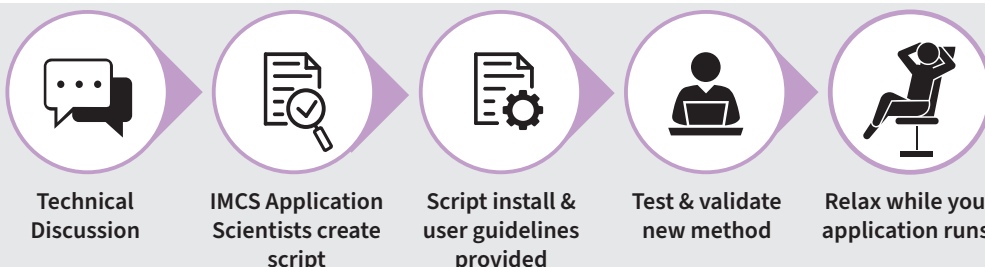 Technical
Discussion
IMCS Application
Scientists create
script
Script install &
user guidelines
provided
Test & validate
new method
Relax while you
application runs